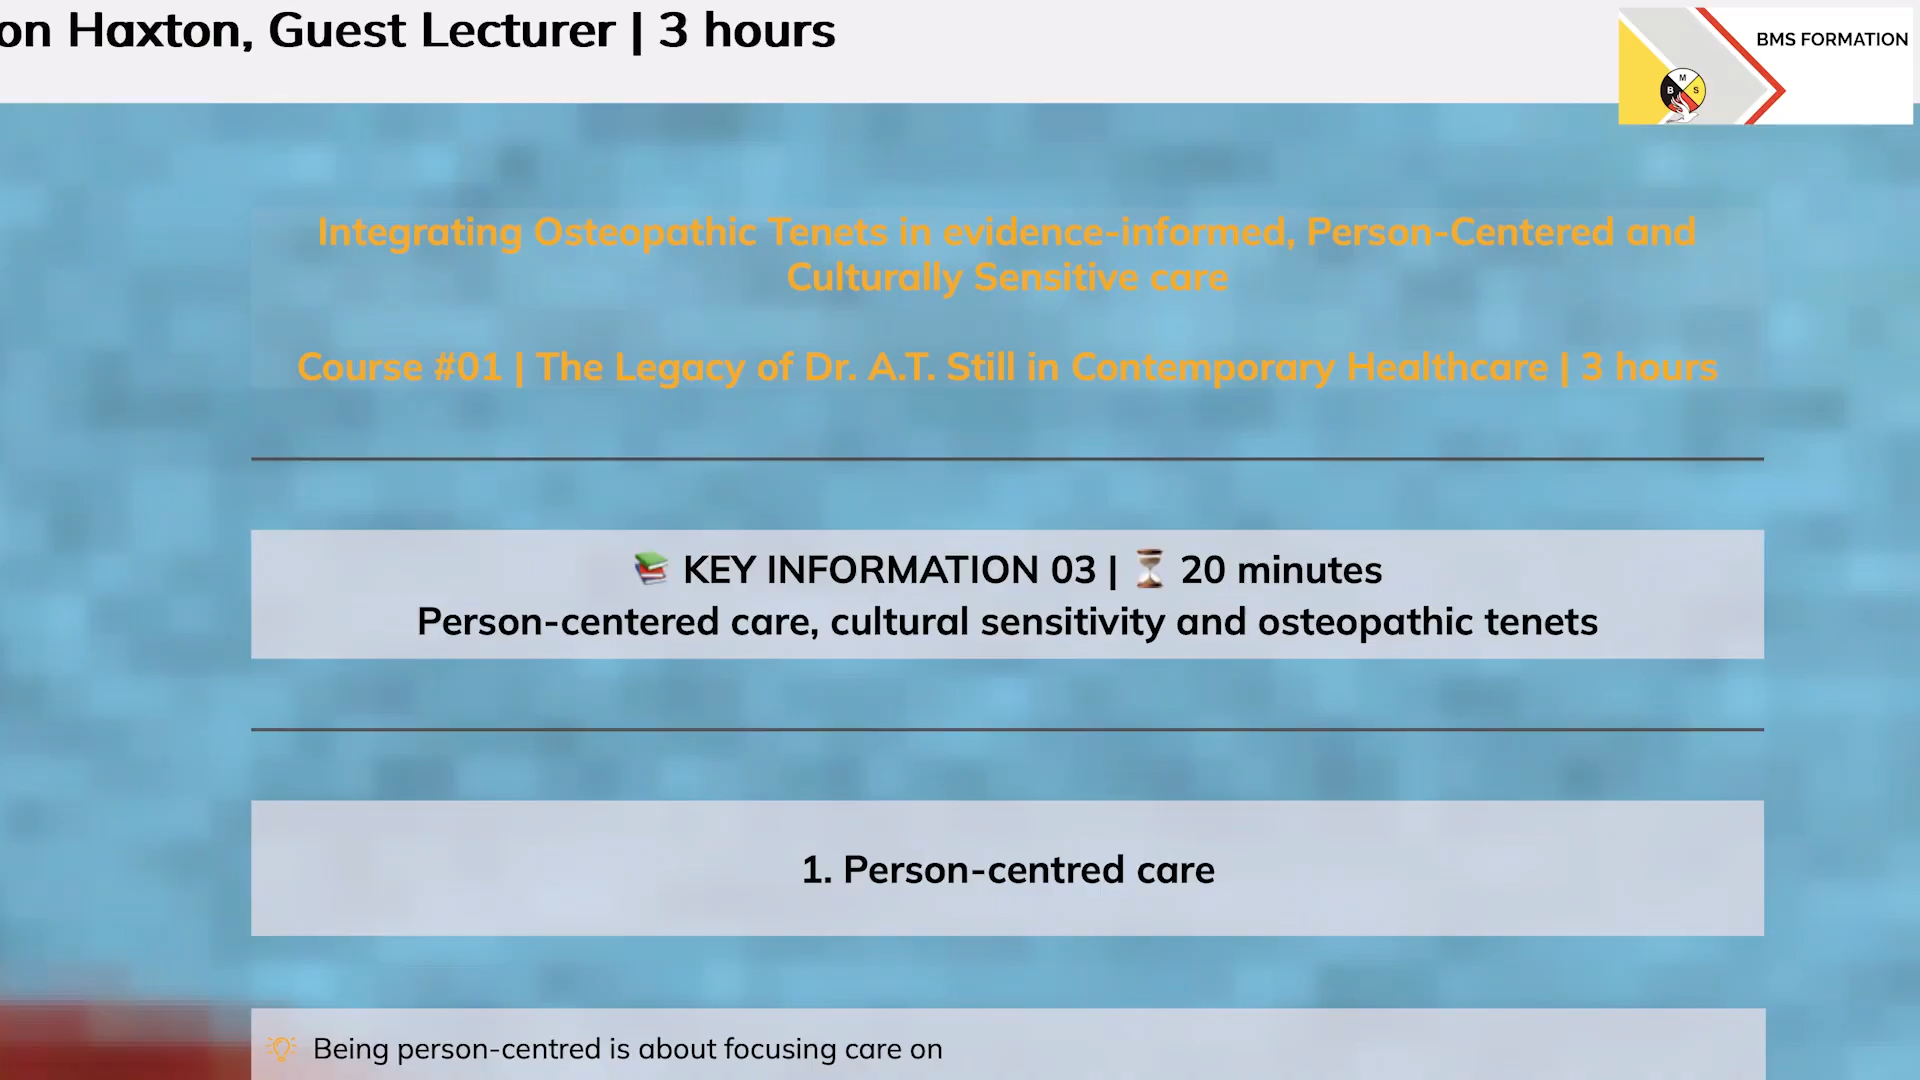 on Haxton, Guest Lecturer | 3 hours
BMS FORMATION
M
B S
Integrating Osteopathic Tenets in evidence-informed, Person-Centered and
Culturally Sensitive care
Course #01 | The Legacy of Dr. A.T. Still in Contemporary Healthcare | 3 hours
📚 KEY INFORMATION 03 | ⏳ 20 minutes
Person-centered care, cultural sensitivity and osteopathic tenets
1. Person-centred care
Being person-centred is about focusing care on